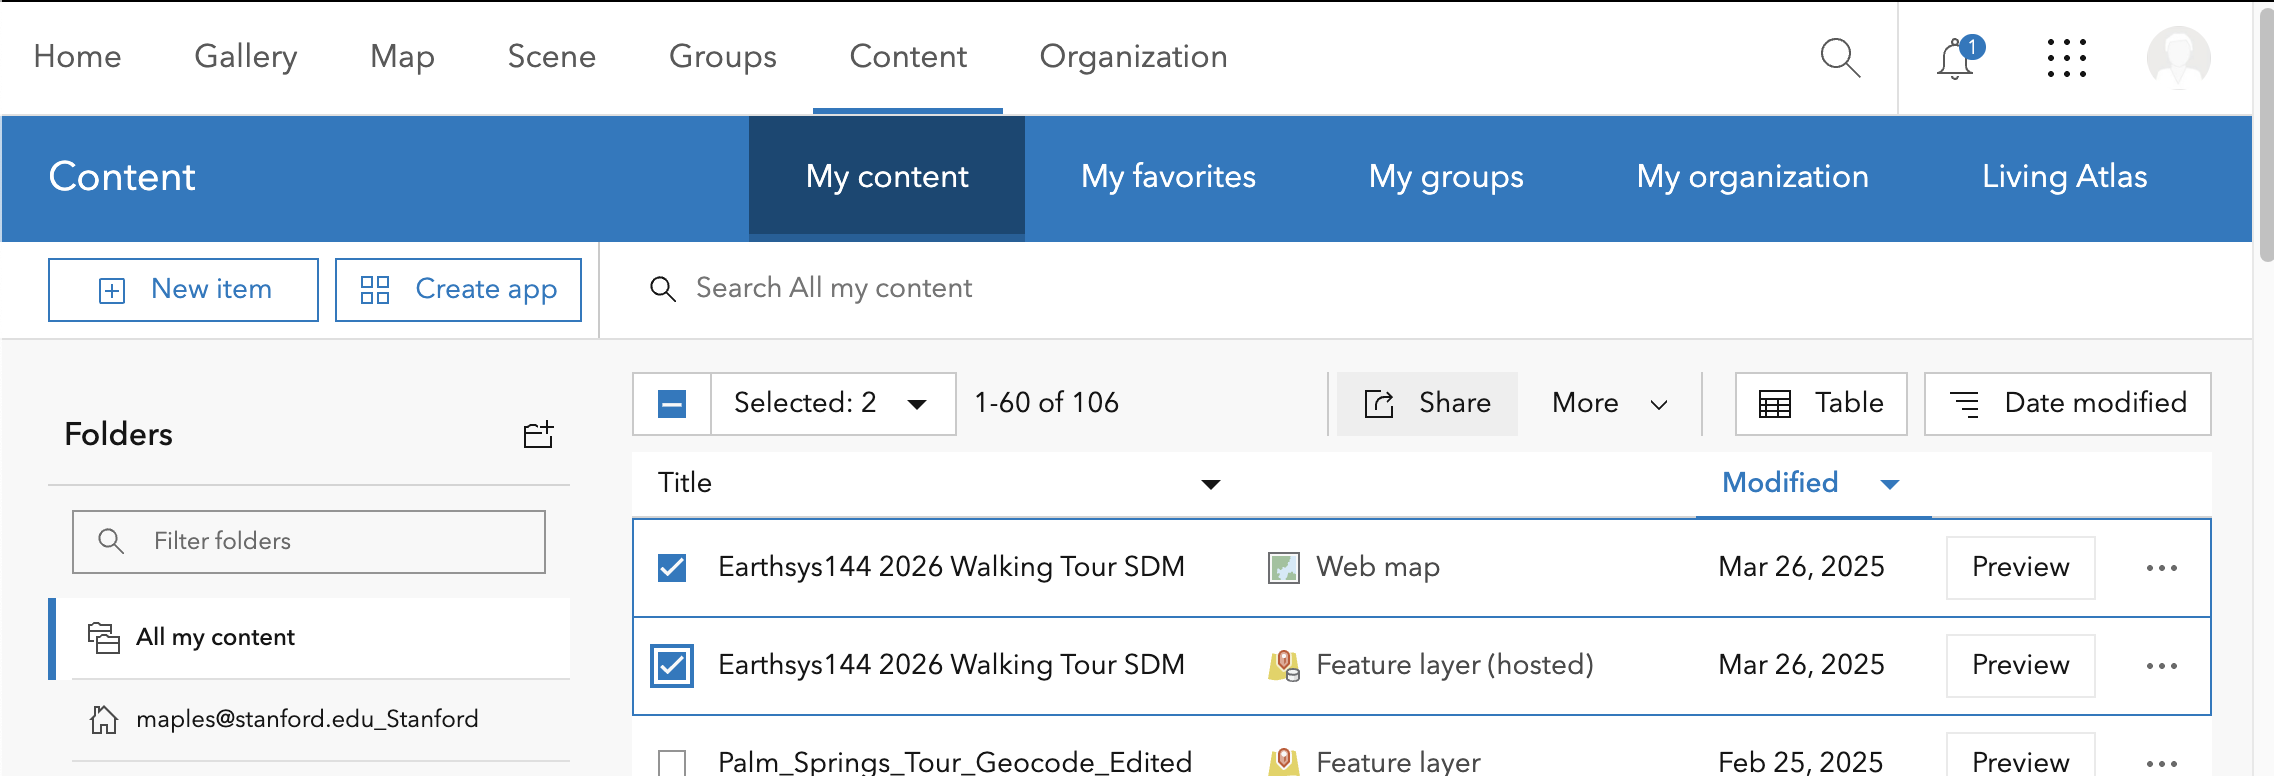 Home Gallery Map Scene Groups Content Organization 1
Content My content My favorites My groups My organization Living Atlas
New item Create app Search All my content
Selected: 2 1-60 of 106 Share More Table Date modified
Folders
Title Modified
Filter folders
Earthsys144 2026 Walking Tour SDM Web map Mar 26, 2025 Preview
All my content
Earthsys144 2026 Walking Tour SDM Feature layer (hosted) Mar 26, 2025 Preview
maples@stanford.edu_Stanford
Palm_Springs_Tour_Geocode_Edited Feature layer Feb 25, 2025 Preview